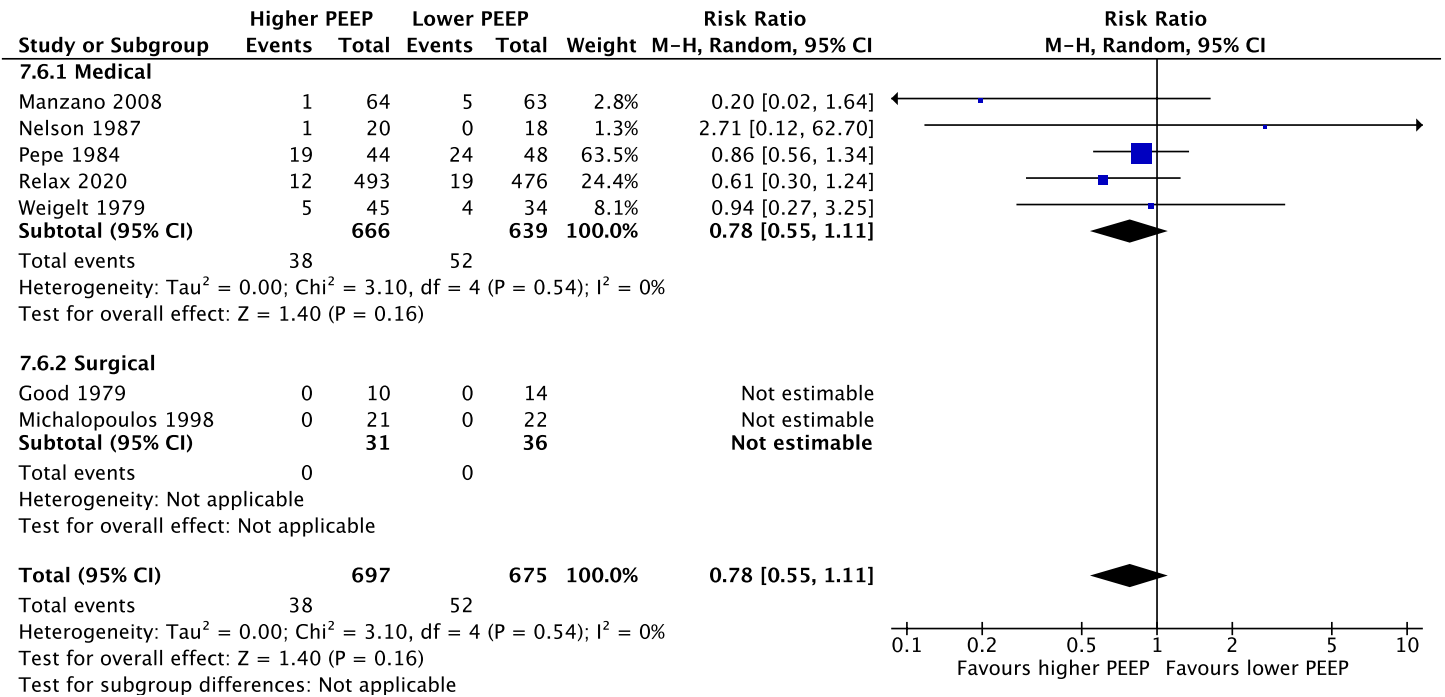 Higher PEEP Lower PEEP Risk Ratio Risk Ratio
Study or Subgroup Events Total Events Total Weight M-H, Random, 95% CI M-H, Random, 95% CI
7.6.1 Medical
Manzano 2008 1 64 5 63 2.8% 0.20 [0.02, 1.64]
Nelson 1987 1 20 0 18 1.3% 2.71 [0.12, 62.70]
Pepe 1984 19 44 24 48 63.5% 0.86 [0.56, 1.34]
Relax 2020 12 493 19 476 24.4% 0.61 [0.30, 1.24]
Weigelt 1979 5 45 4 34 8.1% 0.94 [0.27, 3.25]
Subtotal (95% CI) 666 639 100.0% 0.78 [0.55, 1.11]
Total events 38 52
Heterogeneity: Tau² = 0.00; Chi² = 3.10, df = 4 (P = 0.54); I² = 0%
Test for overall effect: Z = 1.40 (P = 0.16)
7.6.2 Surgical
Good 1979 0 10 0 14 Not estimable
Michalopoulos 1998 0 21 0 22 Not estimable
Subtotal (95% CI) 31 36 Not estimable
Total events 0 0
Heterogeneity: Not applicable
Test for overall effect: Not applicable
Total (95% CI) 697 675 100.0% 0.78 [0.55, 1.11]
Total events 38 52
Heterogeneity: Tau² = 0.00; Chi² = 3.10, df = 4 (P = 0.54); I² = 0%
Test for overall effect: Z = 1.40 (P = 0.16)
Test for subgroup differences: Not applicable
0.1 0.2 0.5 1 2 5 10
Favours higher PEEP Favours lower PEEP